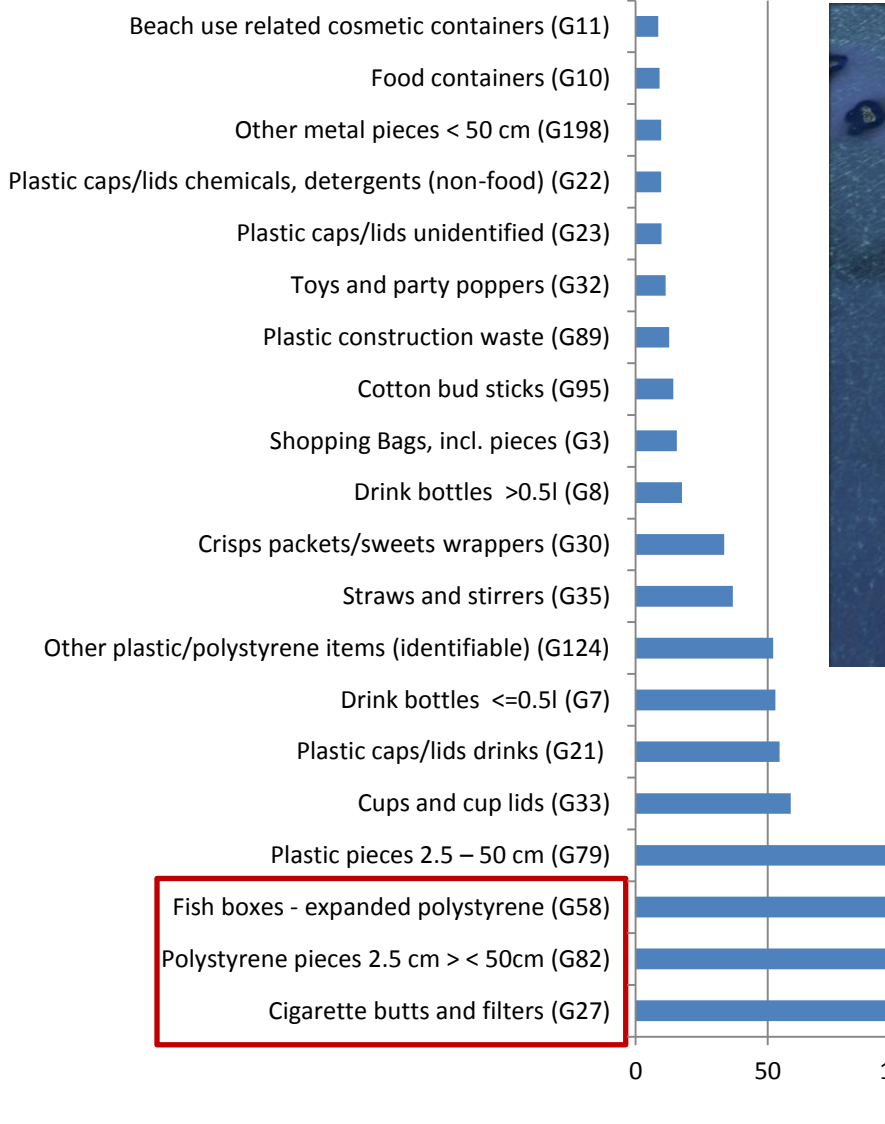 Beach use related cosmetic containers (G11)
Food containers (G10)
Other metal pieces < 50 cm (G198)
Plastic caps/lids chemicals, detergents (non-food) (G22)
Plastic caps/lids unidentified (G23)
Toys and party poppers (G32)
Plastic construction waste (G89)
Cotton bud sticks (G95)
Shopping Bags, incl. pieces (G3)
Drink bottles  >0.5l (G8)
Crisps packets/sweets wrappers (G30)
Straws and stirrers (G35)
Other plastic/polystyrene items (identifiable) (G124)
Drink bottles  <=0.5l (G7)
Plastic caps/lids drinks (G21)
Cups and cup lids (G33)
Plastic pieces 2.5 – 50 cm (G79)
Fish boxes - expanded polystyrene (G58)
Polystyrene pieces 2.5 cm > < 50cm (G82)
Cigarette butts and filters (G27)
0 50